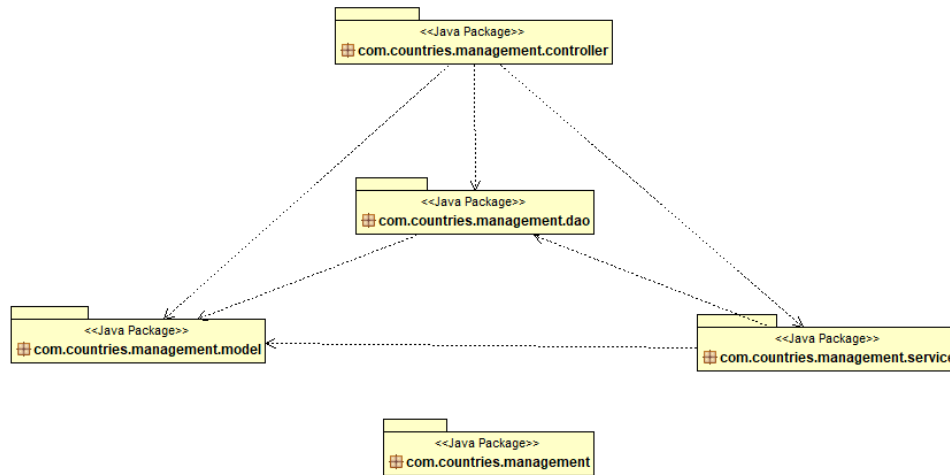 <<Java Package>>
com.countries.management.controller
<<Java Package>>
com.countries.management.dao
<<Java Package>>
com.countries.management.model
<<Java Package>>
com.countries.management.service
<<Java Package>>
com.countries.management